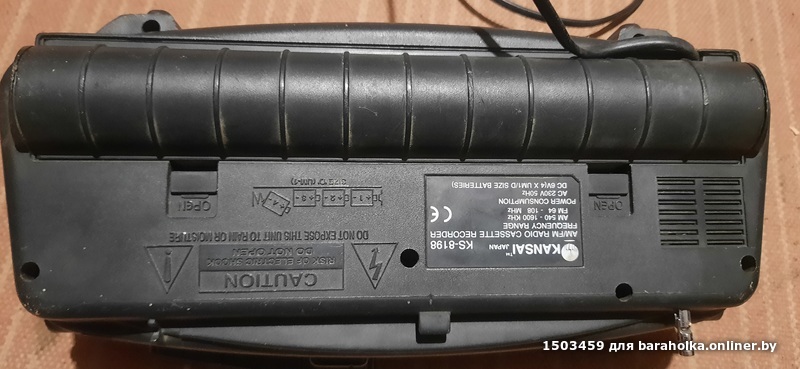 KANSAI™
JAPAN
KS-8198
AM/FM RADIO CASSETTE RECORDER
FREQUENCY RANGE
AM 540 - 1600 KHz
FM 64 - 108 MHz
POWER CONSUMPTION
AC 230V 50Hz
DC 6V(4 X UM1/D SIZE BATTERIES)
CE
CAUTION
RISK OF ELECTRIC SHOCK
DO NOT OPEN
DO NOT EXPOSE THIS UNIT TO RAIN OR MOISTURE
OPEN
OPEN
1503459 для baraholka.onliner.by